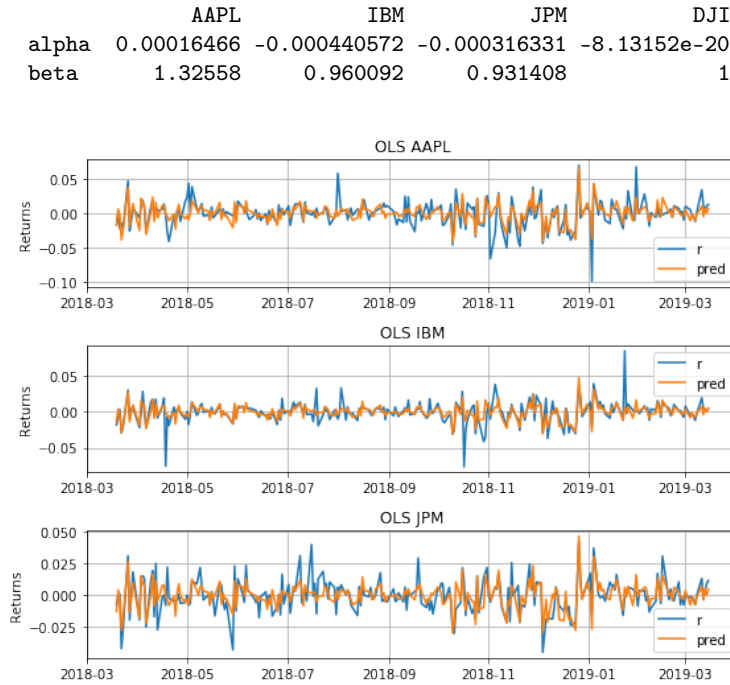 AAPL IBM JPM DJI
alpha 0.00016466 -0.000440572 -0.000316331 -8.13152e-20
beta 1.32558 0.960092 0.931408 1
OLS AAPL
0.05
0.00
−0.05
−0.10
Returns
r
pred
2018-03 2018-05 2018-07 2018-09 2018-11 2019-01 2019-03
OLS IBM
0.05
0.00
−0.05
Returns
r
pred
2018-03 2018-05 2018-07 2018-09 2018-11 2019-01 2019-03
OLS JPM
0.050
0.025
0.000
−0.025
Returns
r
pred
2018-03 2018-05 2018-07 2018-09 2018-11 2019-01 2019-03